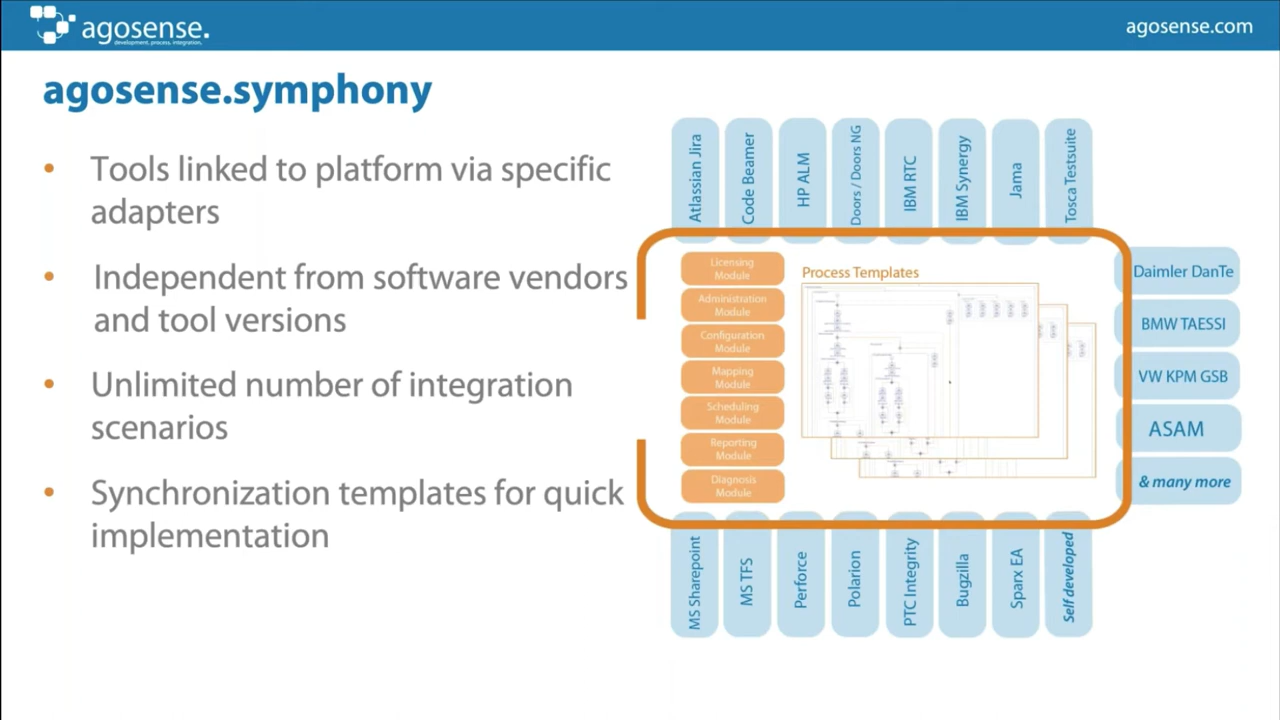 agosense.
development, process, integration.
agosense.com
agosense.symphony
• Tools linked to platform via specific
adapters
• Independent from software vendors
and tool versions
• Unlimited number of integration
scenarios
• Synchronization templates for quick
implementation
Atlassian Jira
Code Beamer
HP ALM
Doors / Doors NG
IBM RTC
IBM Synergy
Jama
Tosca Testsuite
Licensing
Module
Administration
Module
Configuration
Module
Mapping
Module
Scheduling
Module
Reporting
Module
Diagnosis
Module
Process Templates
Daimler DanTe
BMW TAESSI
VW KPM GSB
ASAM
& many more
MS Sharepoint
MS TFS
Perforce
Polarion
PTC Integrity
Bugzilla
Sparx EA
Self developed